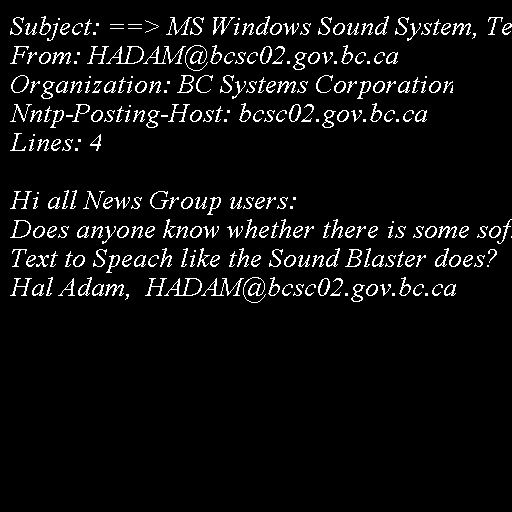 Subject: ==> MS Windows Sound System, Te
From: HADAM@bcsc02.gov.bc.ca
Organization: BC Systems Corporation
Nntp-Posting-Host: bcsc02.gov.bc.ca
Lines: 4

Hi all News Group users:
Does anyone know whether there is some sof
Text to Speach like the Sound Blaster does?
Hal Adam,  HADAM@bcsc02.gov.bc.ca